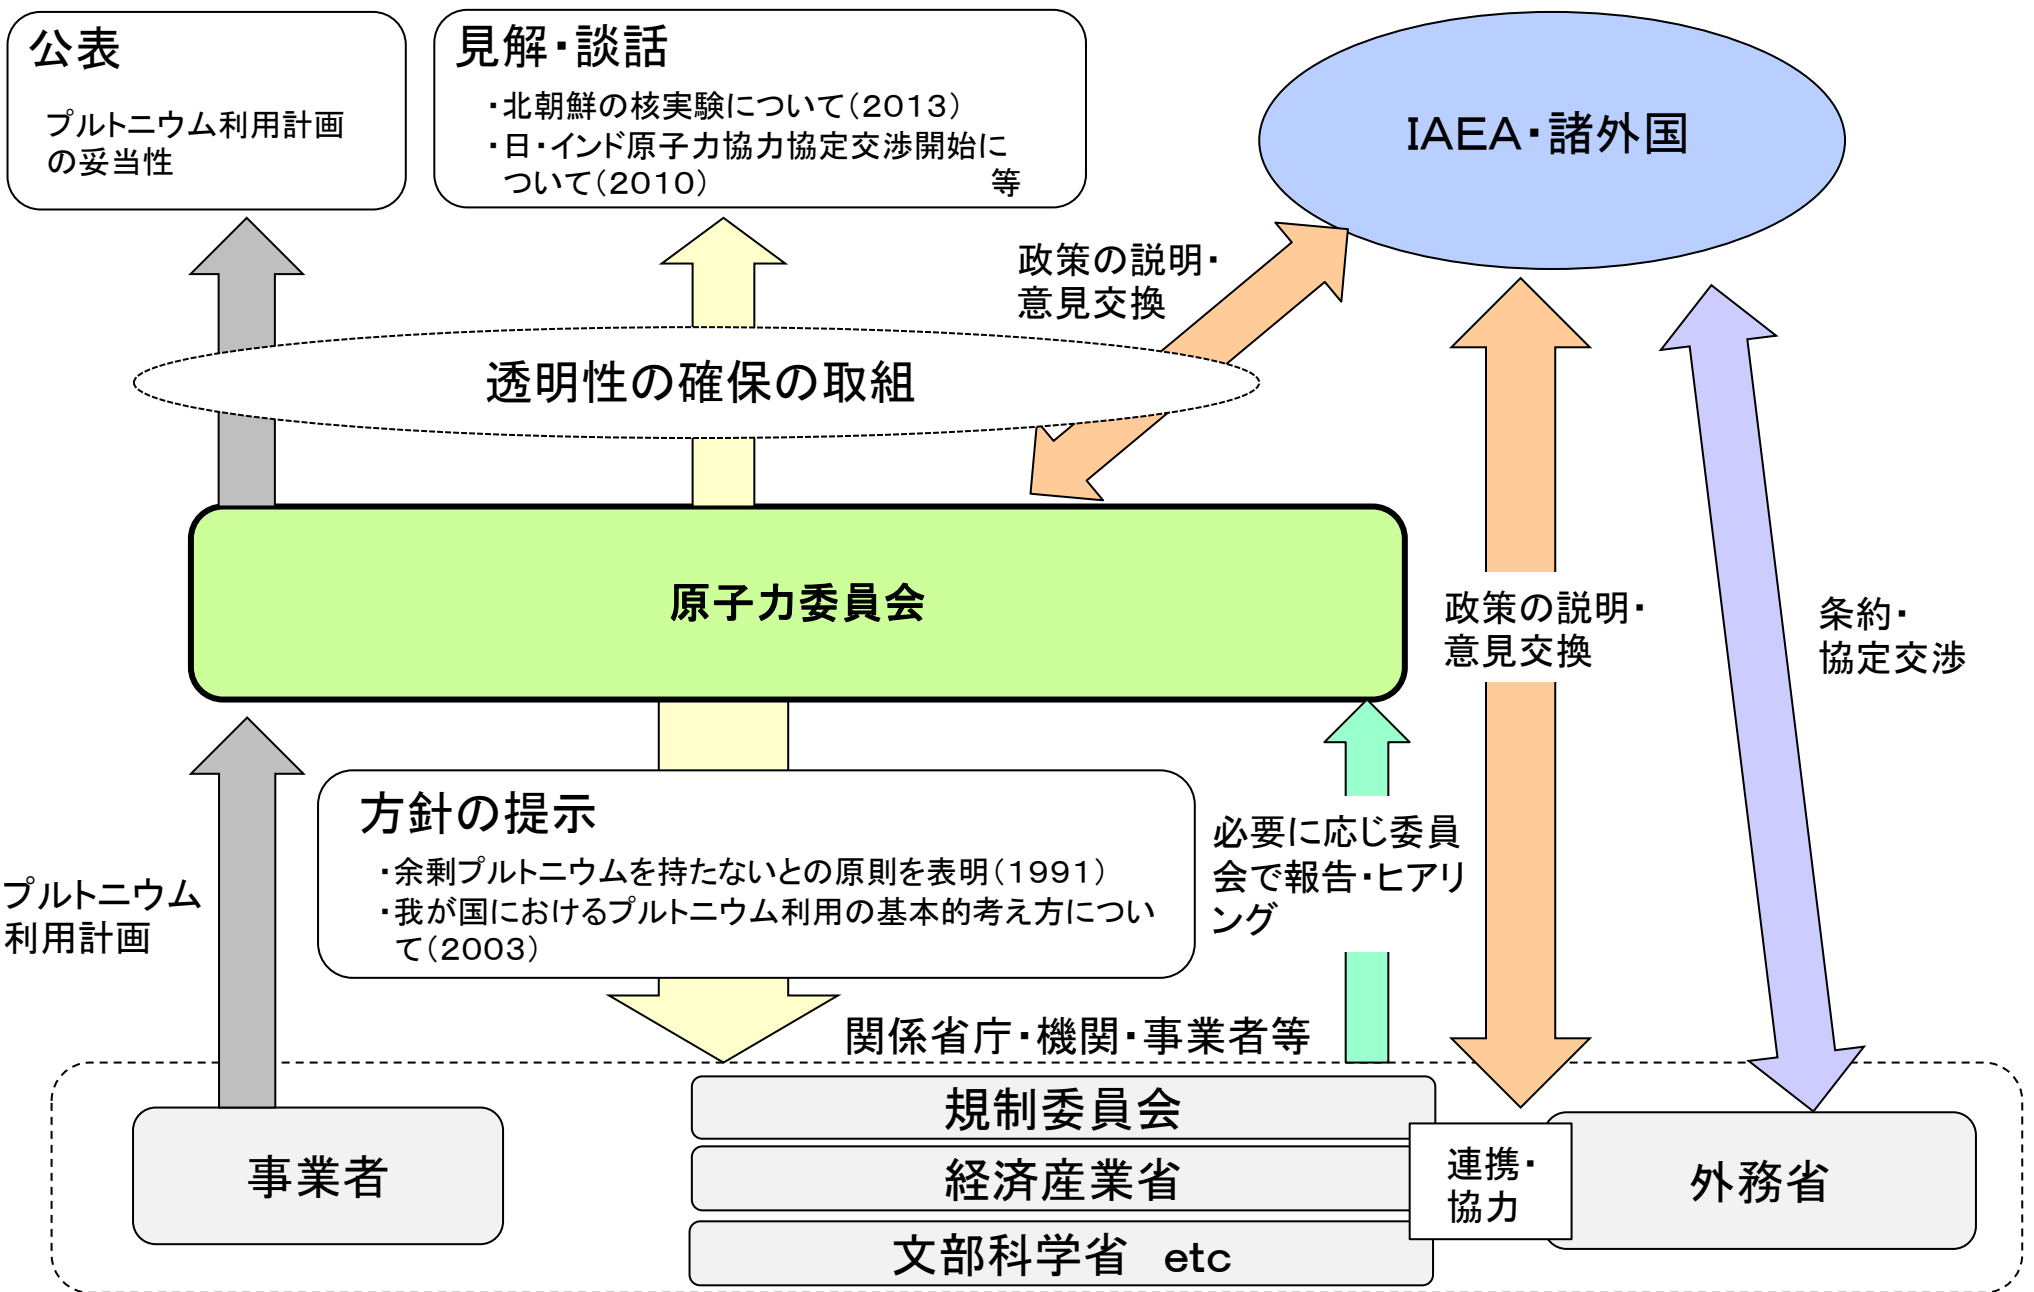 公表
プルトニウム利用計画
の妥当性
見解・談話
・北朝鮮の核実験について（2013）
・日・インド原子力協力協定交渉開始に
ついて（2010）　等
IAEA・諸外国
政策の説明・
意見交換
透明性の確保の取組
原子力委員会
政策の説明・
意見交換
条約・
協定交渉
方針の提示
・余剰プルトニウムを持たないとの原則を表明（1991）
・我が国におけるプルトニウム利用の基本的考え方につい
て（2003）
必要に応じ委員
会で報告・ヒアリ
ング
プルトニウム
利用計画
関係省庁・機関・事業者等
事業者
規制委員会
経済産業省
文部科学省　etc
連携・
協力
外務省